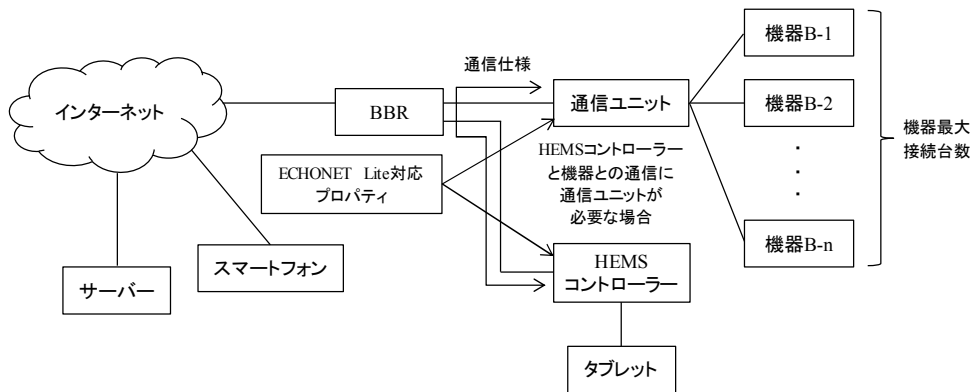 インターネット
BBR
通信仕様
通信ユニット
機器B-1
機器B-2
・
・
・
機器B-n
機器最大
接続台数
ECHONET Lite対応
プロパティ
HEMSコントローラー
と機器との通信に
通信ユニットが
必要な場合
HEMS
コントローラー
サーバー
スマートフォン
タブレット